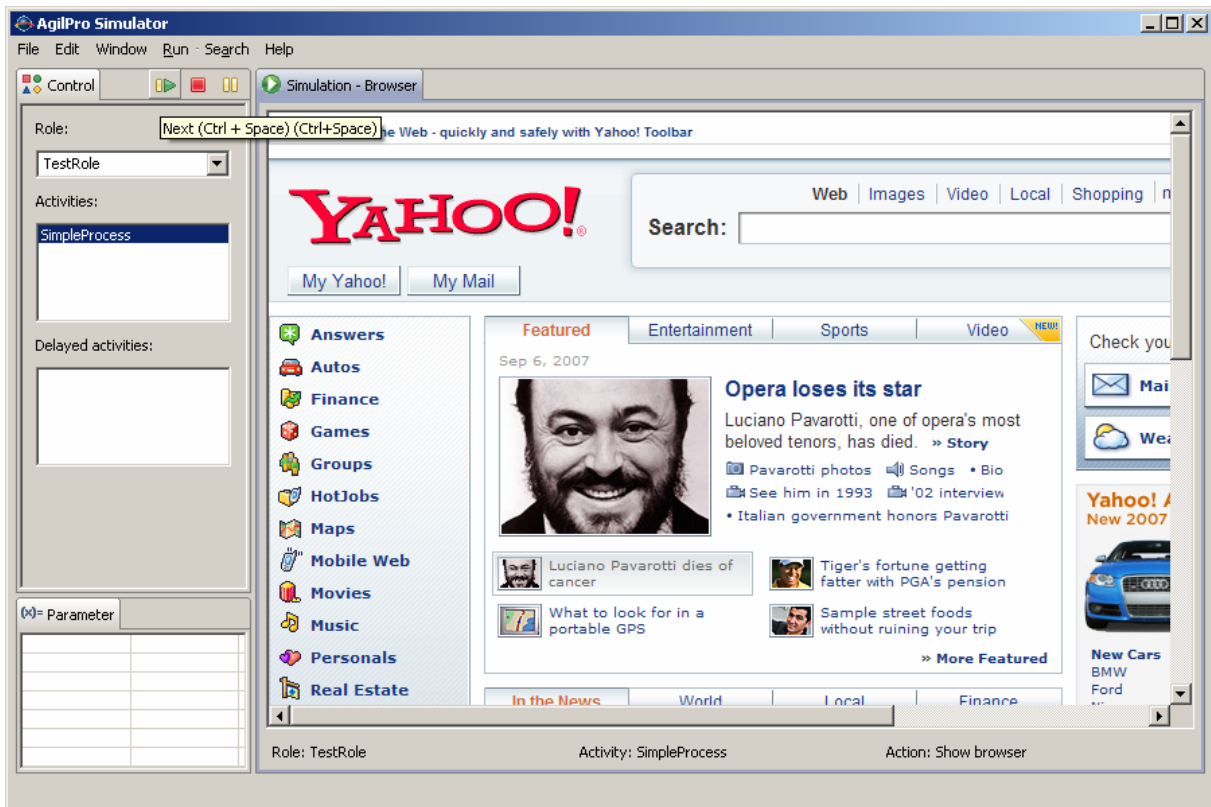 AgilPro Simulator
File Edit Window Run Search Help
Control
Simulation - Browser
Next (Ctrl + Space) (Ctrl+Space)
Role:
TestRole
Activities:
SimpleProcess
Delayed activities:
(x)= Parameter
he Web - quickly and safely with Yahoo! Toolbar
YAHOO!®
Web | Images | Video | Local | Shopping |
Search:
My Yahoo! My Mail
Answers
Autos
Finance
Games
Groups
HotJobs
Maps
Mobile Web
Movies
Music
Personals
Real Estate
Featured Entertainment Sports Video NEW!
Sep 6, 2007
Opera loses its star
Luciano Pavarotti, one of opera's most
beloved tenors, has died. » Story
Pavarotti photos Songs • Bio
See him in 1993 '02 interview
• Italian government honors Pavarotti
Luciano Pavarotti dies of
cancer
Tiger's fortune getting
fatter with PGA's pension
What to look for in a
portable GPS
Sample street foods
without ruining your trip
» More Featured
In the News World Local Finance
Check you
Mai
Wea
Yahoo! A
New 2007
New Cars
BMW
Ford
Role: TestRole Activity: SimpleProcess Action: Show browser